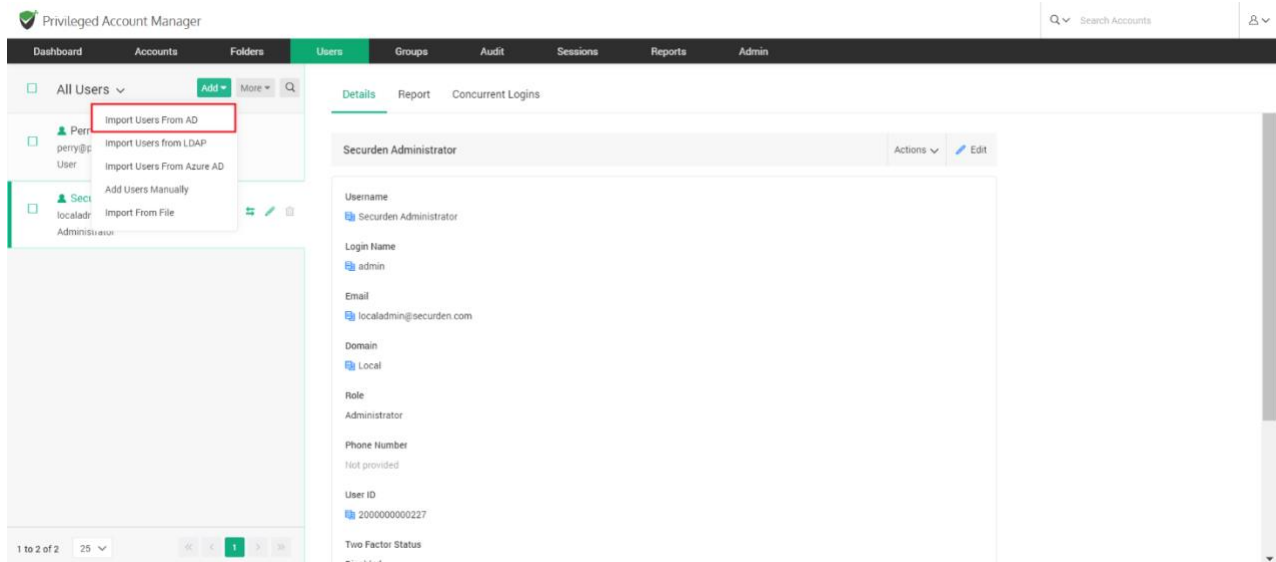 Privileged Account Manager
Search Accounts
Dashboard Accounts Folders Users Groups Audit Sessions Reports Admin
All Users Add More
Import Users From AD
Import Users from LDAP
Import Users From Azure AD
Add Users Manually
Import From File
User
Administrator
1 to 2 of 2 25 1
Details Report Concurrent Logins
Securden Administrator Actions Edit
Username
Securden Administrator
Login Name
admin
Email
localadmin@securden.com
Domain
Local
Role
Administrator
Phone Number
Not provided
User ID
2000000000227
Two Factor Status